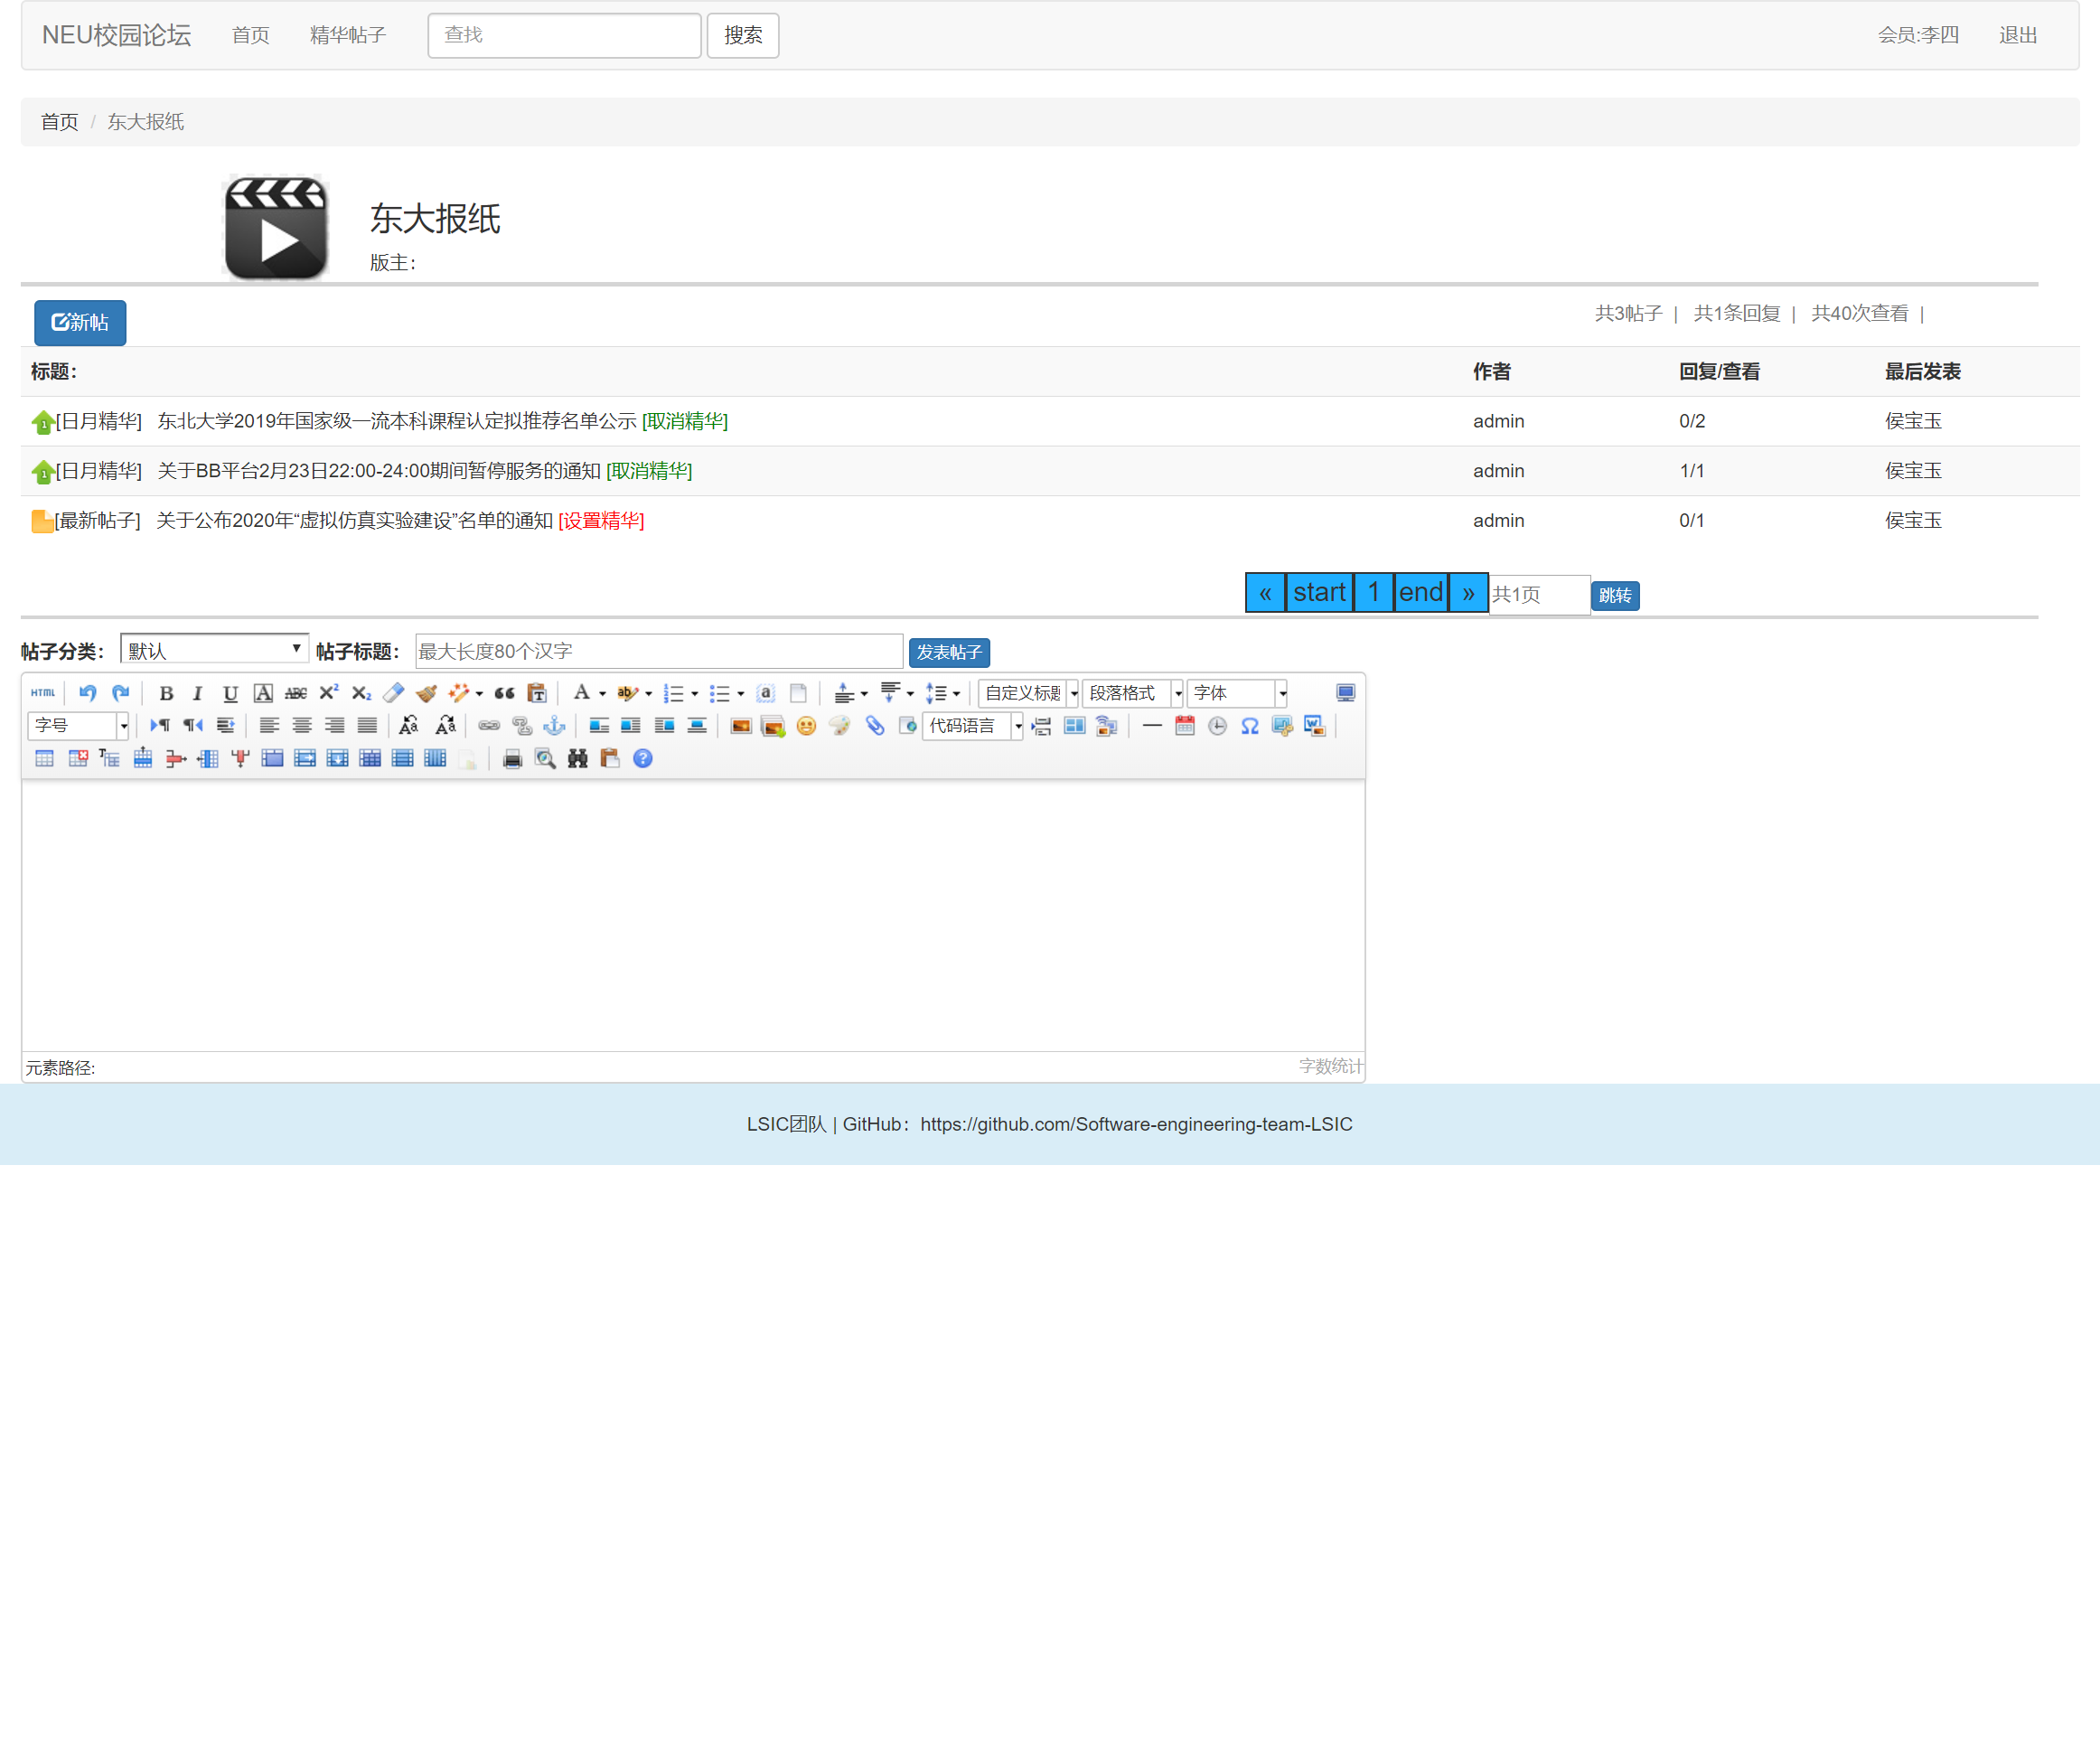 NEU校园论坛 首页 精华帖子 查找 搜索 会员:李四 退出
首页 / 东大报纸
东大报纸
版主：
新帖 共3帖子 | 共1条回复 | 共40次查看 |
标题： 作者 回复/查看 最后发表
[日月精华] 东北大学2019年国家级一流本科课程认定拟推荐名单公示 [取消精华] admin 0/2 侯宝玉
[日月精华] 关于BB平台2月23日22:00-24:00期间暂停服务的通知 [取消精华] admin 1/1 侯宝玉
[最新帖子] 关于公布2020年“虚拟仿真实验建设”名单的通知 [设置精华] admin 0/1 侯宝玉
« start 1 end » 共1页 跳转
帖子分类： 默认 帖子标题： 最大长度80个汉字 发表帖子
HTML B I U A ABC X² X₂ A ab a 自定义标题 段落格式 字体
字号 代码语言
元素路径: 字数统计
LSIC团队 | GitHub：https://github.com/Software-engineering-team-LSIC